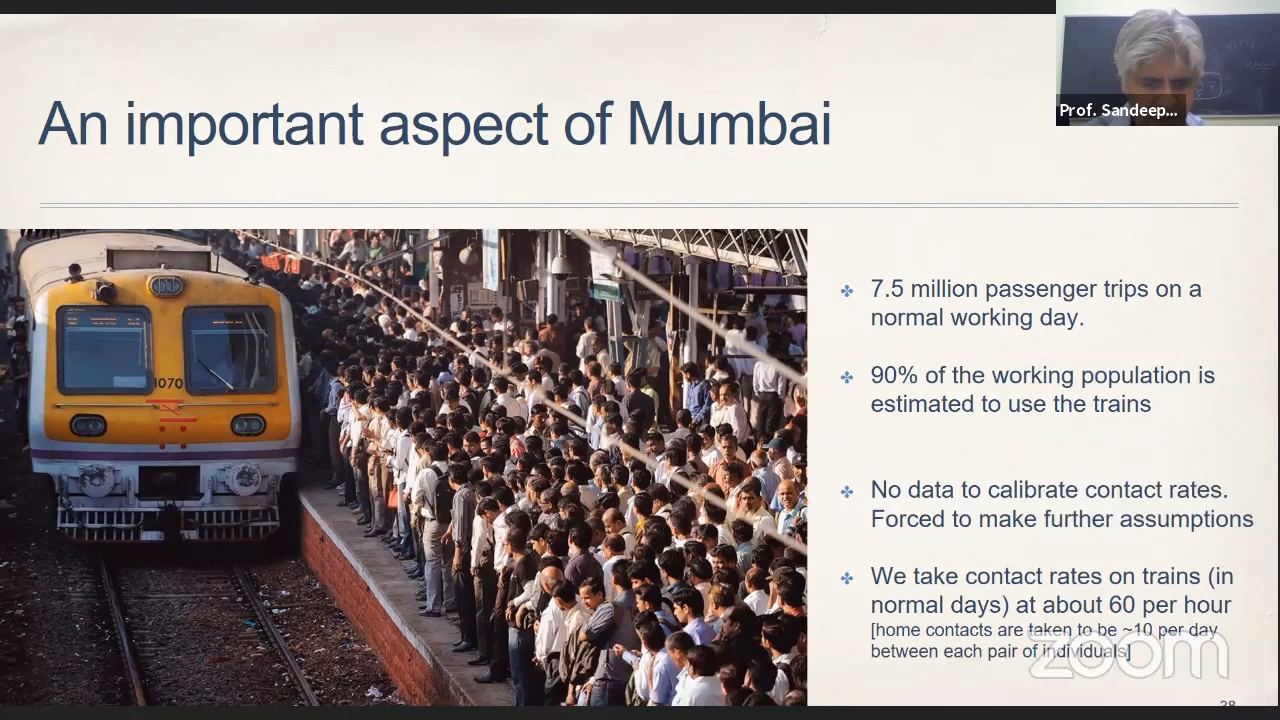 An important aspect of Mumbai
Prof. Sandeep...
1070
7.5 million passenger trips on a
normal working day.
90% of the working population is
estimated to use the trains
No data to calibrate contact rates.
Forced to make further assumptions
We take contact rates on trains (in
normal days) at about 60 per hour
[home contacts are taken to be ~10 per day
between each pair of individuals]
zoom